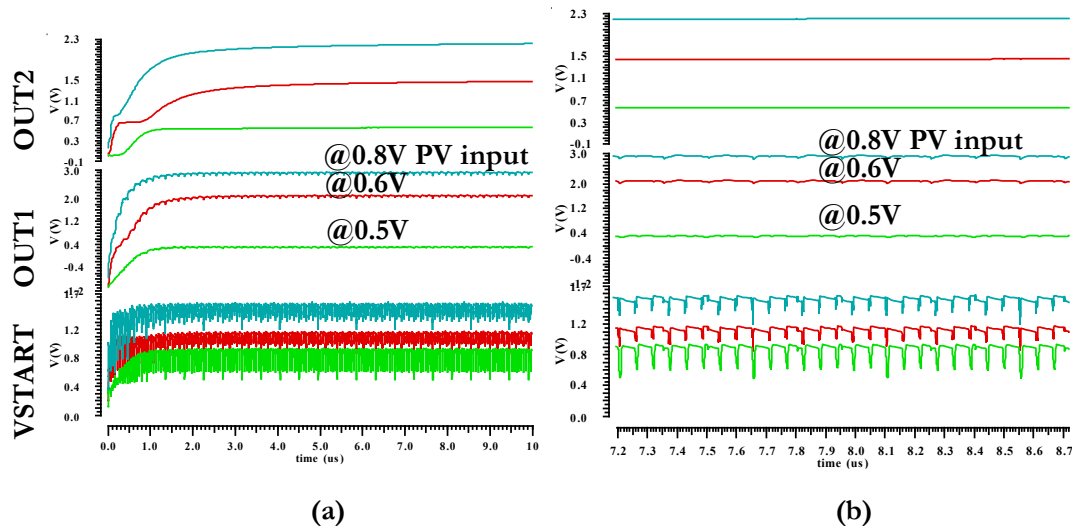 OUT2
V (V)
2.3
1.5
1.1
0.7
0.3
-0.1
@0.8V PV input
OUT1
V (V)
3.0
2.0
1.2
0.4
-0.4
-1.2
@0.6V
@0.5V
VSTART
V (V)
1.7
1.2
0.8
0.4
0.0
0.0 1.0 2.0 3.0 4.0 5.0 6.0 7.0 8.0 9.0 10
time (us)
(a)
V (V)
2.3
1.5
0.7
0.3
-0.1
@0.8V PV input
V (V)
3.0
2.0
0.4
-0.4
@0.6V
@0.5V
V (V)
1.2
0.8
0.4
0.0
7.2 7.3 7.4 7.5 7.6 7.7 7.8 7.9 8.0 8.1 8.2 8.3 8.4 8.5 8.6 8.7
time (us)
(b)